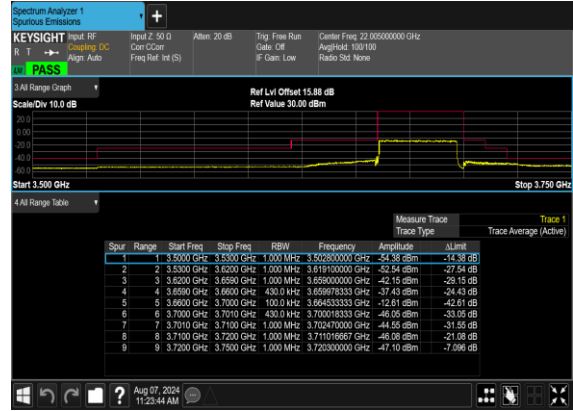 Spectrum Analyzer 1
Spurious Emissions
+
KEYSIGHT Input: RF Input Z: 50 Ω Atten: 20 dB Trig: Free Run Center Freq: 22.005000000 GHz
R T Coupling: DC Corr CCorr Gate: Off Avg|Hold: 100/100
Align: Auto Freq Ref: Int (S) IF Gain: Low Radio Std: None
PASS
3 All Range Graph
Ref Lvl Offset 15.88 dB
Scale/Div 10.0 dB Ref Value 30.00 dBm
20.0
0.00
-20.0
-40.0
-60.0
Start 3.500 GHz Stop 3.750 GHz
4 All Range Table
Measure Trace Trace 1
Trace Type Trace Average (Active)
Spur Range Start Freq Stop Freq RBW Frequency Amplitude ΔLimit
1 1 3.5000 GHz 3.5300 GHz 1.000 MHz 3.502800000 GHz -54.38 dBm -14.38 dB
2 2 3.5300 GHz 3.6200 GHz 1.000 MHz 3.619100000 GHz -52.54 dBm -27.54 dB
3 3 3.6200 GHz 3.6590 GHz 1.000 MHz 3.659000000 GHz -42.15 dBm -29.15 dB
4 4 3.6590 GHz 3.6600 GHz 430.0 kHz 3.659978333 GHz -37.43 dBm -24.43 dB
5 5 3.6600 GHz 3.7000 GHz 100.0 kHz 3.664533333 GHz -12.61 dBm -42.61 dB
6 6 3.7000 GHz 3.7010 GHz 430.0 kHz 3.700018333 GHz -46.05 dBm -33.05 dB
7 7 3.7010 GHz 3.7100 GHz 1.000 MHz 3.702470000 GHz -44.55 dBm -31.55 dB
8 8 3.7100 GHz 3.7200 GHz 1.000 MHz 3.711016667 GHz -46.08 dBm -21.08 dB
9 9 3.7200 GHz 3.7500 GHz 1.000 MHz 3.720300000 GHz -47.10 dBm -7.096 dB
? Aug 07, 2024
11:23:44 AM